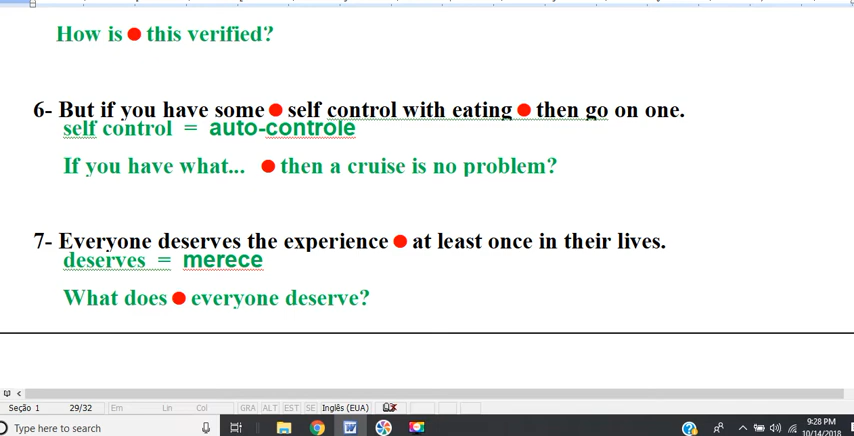 How is this verified?
6- But if you have some self control with eating then go on one.
self control = auto-controle
If you have what... then a cruise is no problem?
7- Everyone deserves the experience at least once in their lives.
deserves = merece
What does everyone deserve?
Seção 1 29/32 Em Lin Col GRA ALT EST SE Inglês (EUA)
Type here to search
9:28 PM
10/14/2018